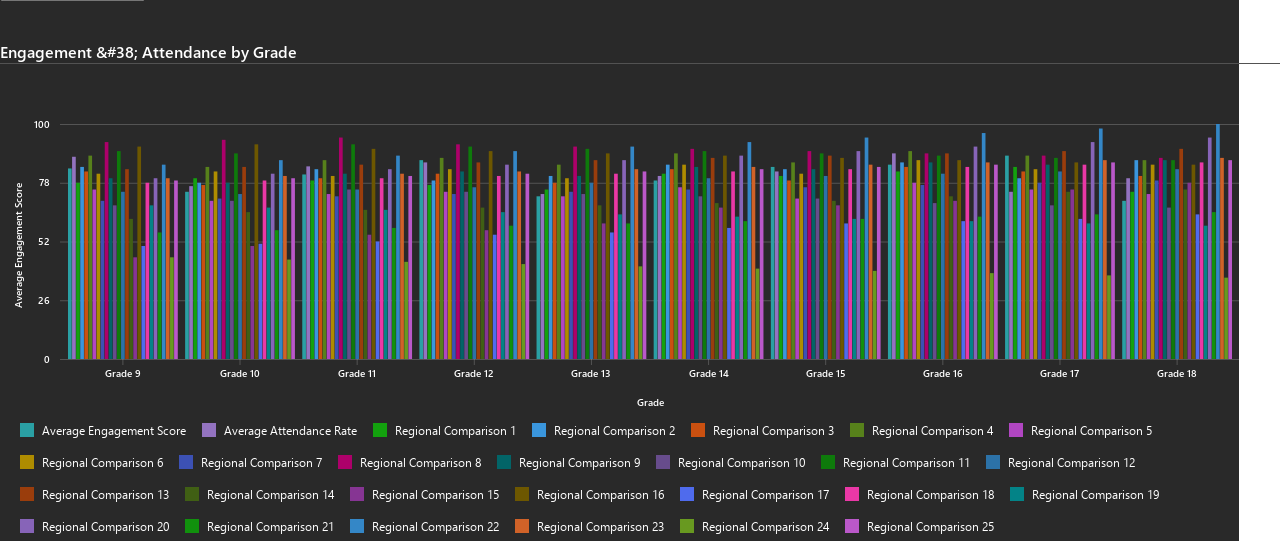 Engagement &#38; Attendance by Grade
100
78
52
26
0
Average Engagement Score
Grade 9 Grade 10 Grade 11 Grade 12 Grade 13 Grade 14 Grade 15 Grade 16 Grade 17 Grade 18
Grade
Average Engagement Score Average Attendance Rate Regional Comparison 1 Regional Comparison 2 Regional Comparison 3 Regional Comparison 4 Regional Comparison 5
Regional Comparison 6 Regional Comparison 7 Regional Comparison 8 Regional Comparison 9 Regional Comparison 10 Regional Comparison 11 Regional Comparison 12
Regional Comparison 13 Regional Comparison 14 Regional Comparison 15 Regional Comparison 16 Regional Comparison 17 Regional Comparison 18 Regional Comparison 19
Regional Comparison 20 Regional Comparison 21 Regional Comparison 22 Regional Comparison 23 Regional Comparison 24 Regional Comparison 25